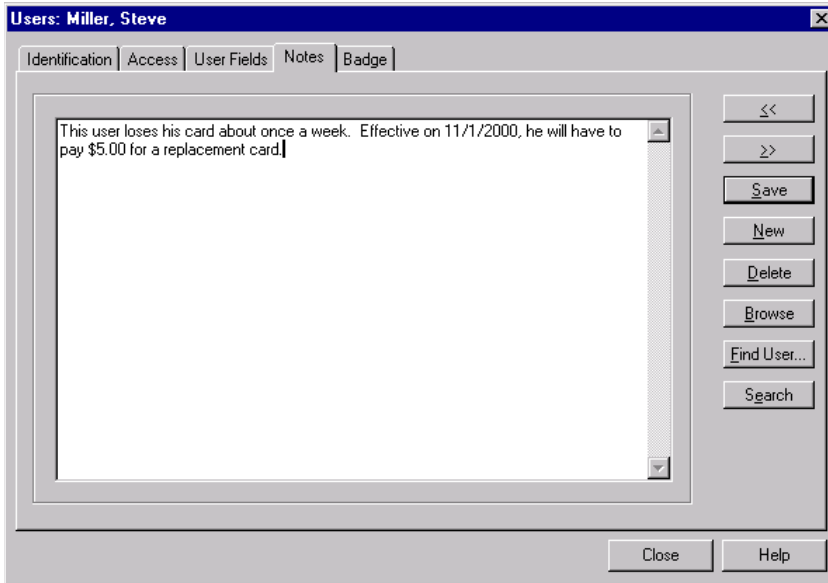 Users: Miller, Steve
Identification
Access
User Fields
Notes
Badge
This user loses his card about once a week.  Effective on 11/1/2000, he will have to
pay $5.00 for a replacement card.
<<
>>
Save
New
Delete
Browse
Find User...
Search
Close
Help